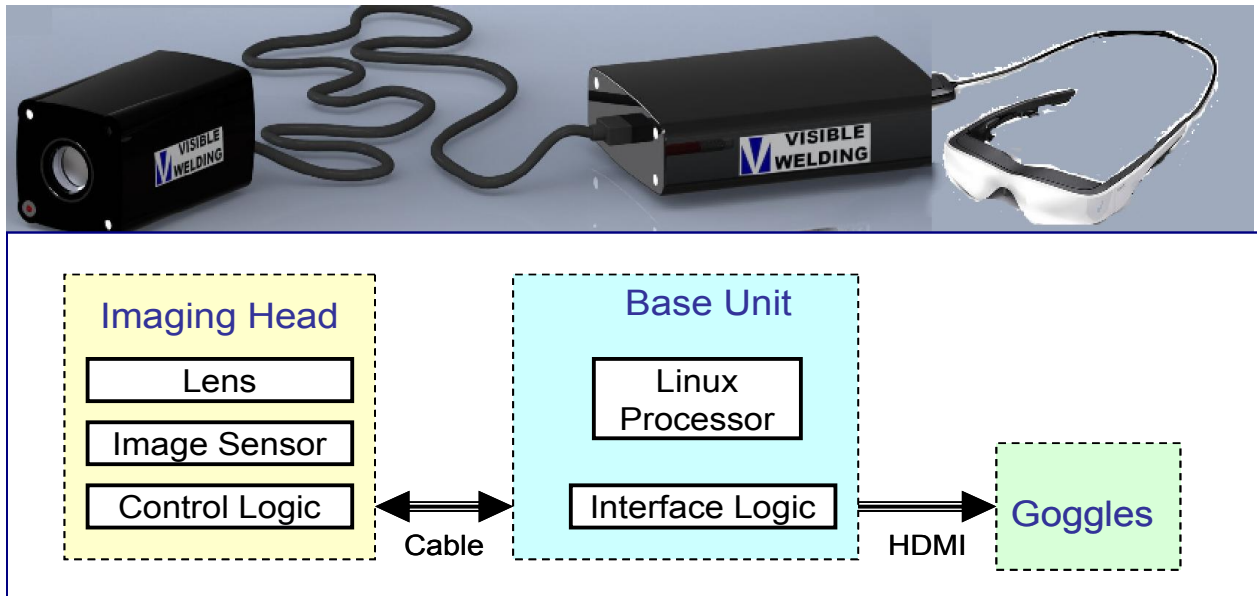 VISIBLE
WELDING
VISIBLE
WELDING
Imaging Head
Lens
Image Sensor
Control Logic
Cable
Base Unit
Linux
Processor
Interface Logic
HDMI
Goggles